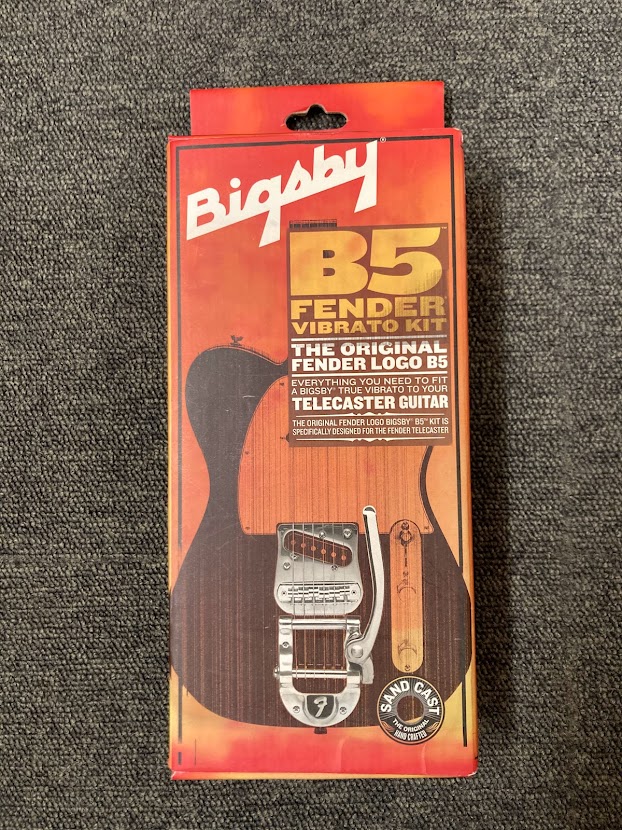 Bigsby®
B5™
FENDER®
VIBRATO KIT
THE ORIGINAL
FENDER LOGO B5
EVERYTHING YOU NEED TO FIT
A BIGSBY® TRUE VIBRATO TO YOUR
TELECASTER GUITAR
THE ORIGINAL FENDER LOGO BIGSBY® B5™ KIT IS
SPECIFICALLY DESIGNED FOR THE FENDER TELECASTER
F
SAND CAST
THE ORIGINAL
HAND CRAFTED